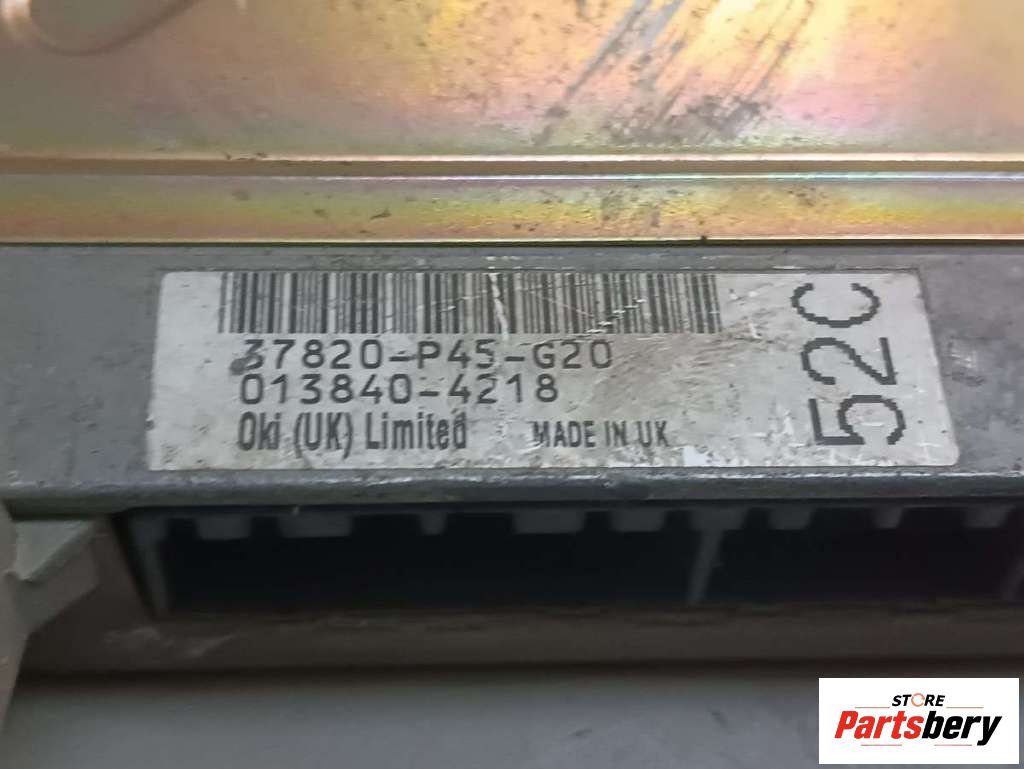 37820-P45-G20
013840-4218
Oki (UK) Limited MADE IN UK
52C
STORE
Partsbery